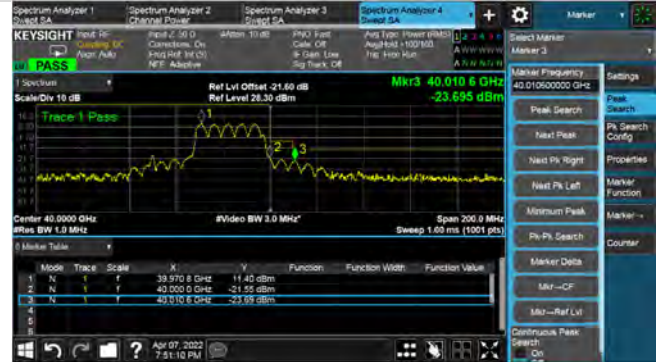 Spectrum Analyzer 1
Swept SA
Spectrum Analyzer 2
Channel Power
Spectrum Analyzer 3
Swept SA
Spectrum Analyzer 4
Swept SA
+
Marker
KEYSIGHT
Input: RF
Coupling: DC
Align: Auto
Input Z: 50 Ω
Corrections: On
Freq Ref: Int (S)
NFE: Adaptive
#Atten: 10 dB
PNO: Fast
Gate: Off
IF Gain: Low
Sig Track: Off
Avg Type: Power (RMS)
Avg|Hold: >100/100
Trig: Free Run
PASS
Select Marker
Marker 3
1 Spectrum
Scale/Div 10 dB
Ref Lvl Offset -21.60 dB
Ref Level 28.30 dBm
Mkr3 40.010 6 GHz
-23.695 dBm
Trace 1 Pass
1
2
3
Center 40.0000 GHz
#Res BW 1.0 MHz
#Video BW 3.0 MHz*
Span 200.0 MHz
Sweep 1.00 ms (1001 pts)
Marker Table
Mode Trace Scale X Y Function Function Width Function Value
1 N 1 f 39.970 8 GHz 11.40 dBm
2 N 1 f 40.000 0 GHz -21.55 dBm
3 N 1 f 40.010 6 GHz -23.69 dBm
4
5
6
Marker Frequency
40.010600000 GHz
Peak Search
Next Peak
Next Pk Right
Next Pk Left
Minimum Peak
Pk-Pk Search
Marker Delta
Mkr→CF
Mkr→Ref Lvl
Continuous Peak
Search
On
Settings
Peak
Search
Pk Search
Config
Properties
Marker
Function
Marker→
Counter
?
Apr 07, 2022
7:51:10 PM